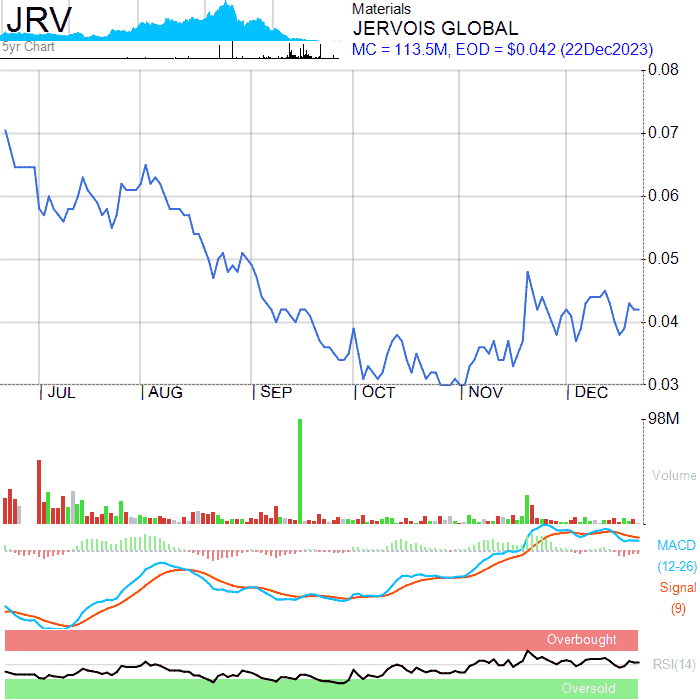 JRV
5yr Chart
Materials
JERVOIS GLOBAL
MC = 113.5M, EOD = $0.042 (22Dec2023)
0.08
0.07
0.06
0.05
0.04
0.03
JUL AUG SEP OCT NOV DEC
98M
Volume
MACD
(12-26)
Signal
(9)
Overbought
RSI(14)
Oversold